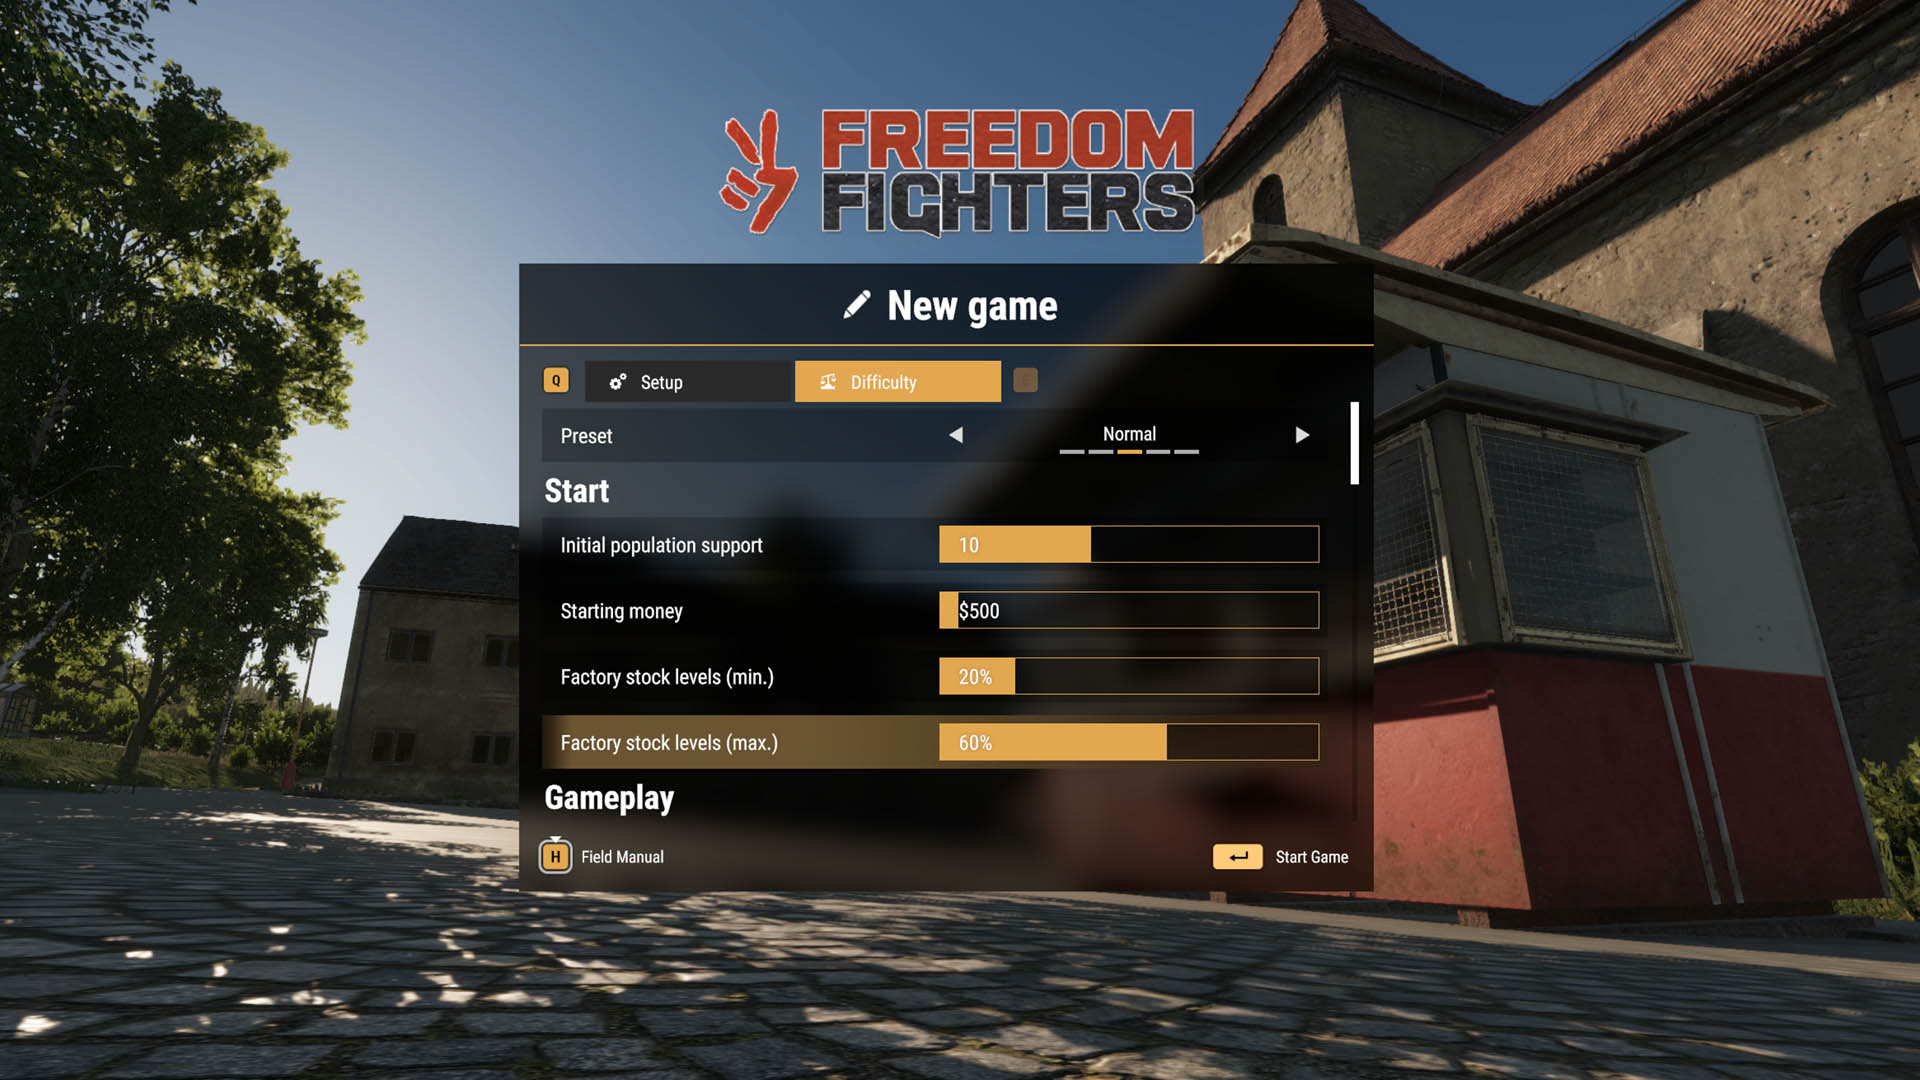 FREEDOM
FIGHTERS
New game
Q Setup Difficulty
Preset Normal
Start
Initial population support 10
Starting money $500
Factory stock levels (min.) 20%
Factory stock levels (max.) 60%
Gameplay
H Field Manual Start Game